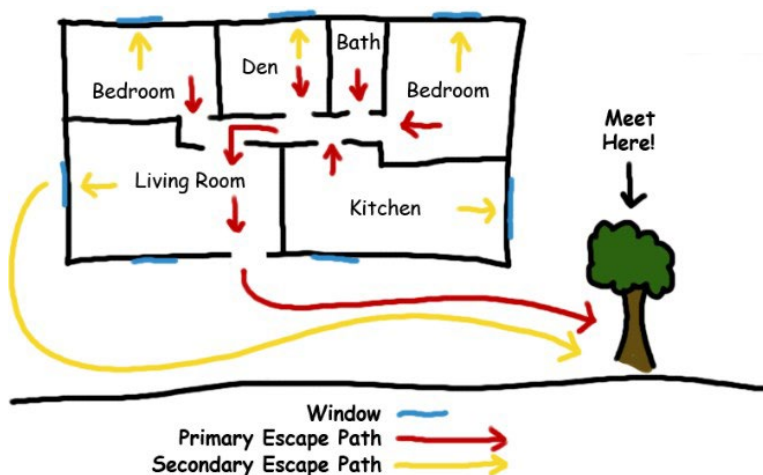 Bath
Den
Bedroom
Bedroom
Meet
Here!
Living Room
Kitchen
Window
Primary Escape Path
Secondary Escape Path